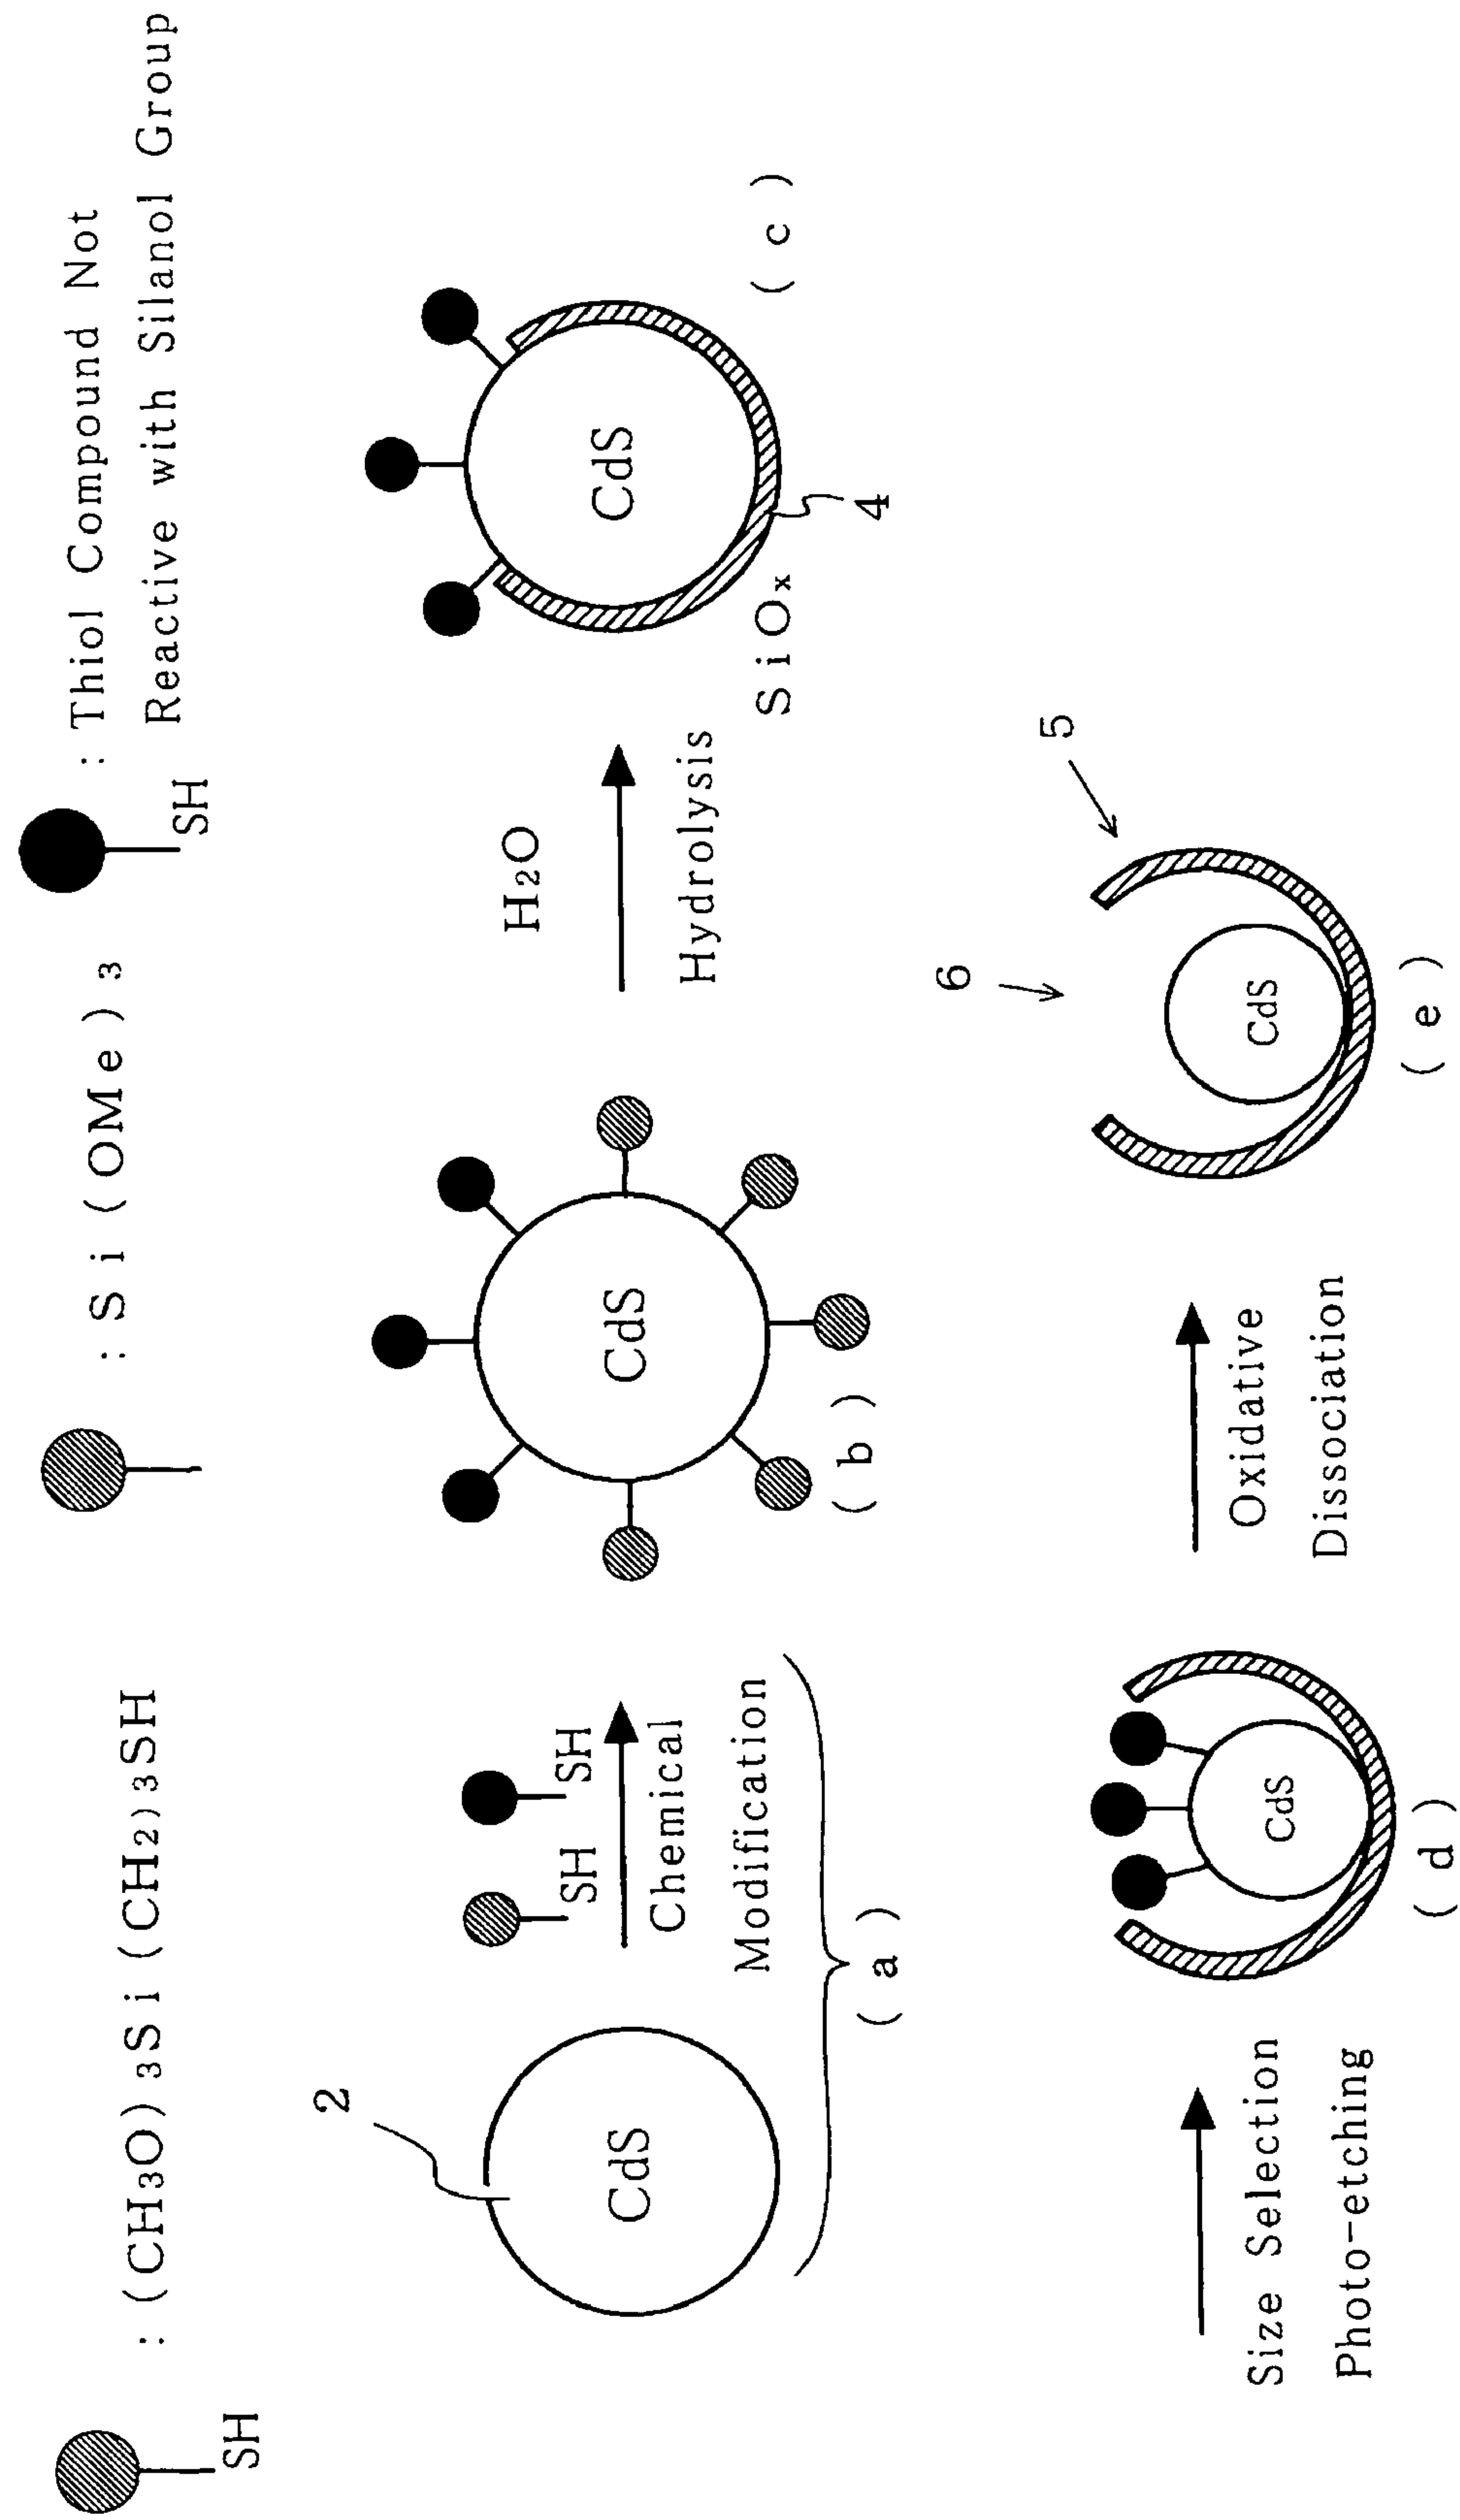 SH : (CH3O)3Si(CH2)3SH
: Si(OMe)3
SH : Thiol Compound Not
Reactive with Silanol Group
2
CdS
SH SH
Chemical
Modification
(a)
CdS
(b)
H2O
Hydrolysis
CdS
SiOx
4
(c)
Size Selection
Photo-etching
CdS
(d)
Oxidative
Dissociation
6
5
CdS
(e)